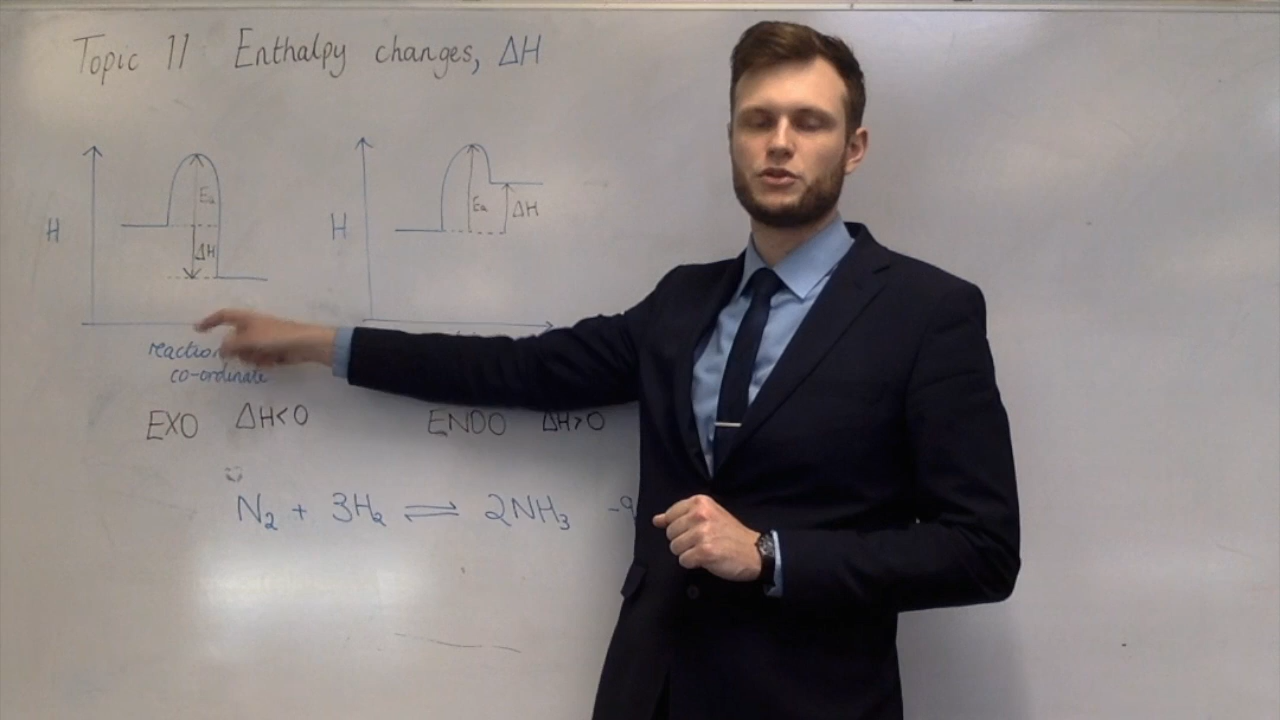 Topic 11 Enthalpy changes, ΔH
H
Ea
ΔH
H
Ea
ΔH
reaction
co-ordinate
EXO ΔH<0
ENDO ΔH>0
N₂ + 3H₂ ⇌ 2NH₃ -9